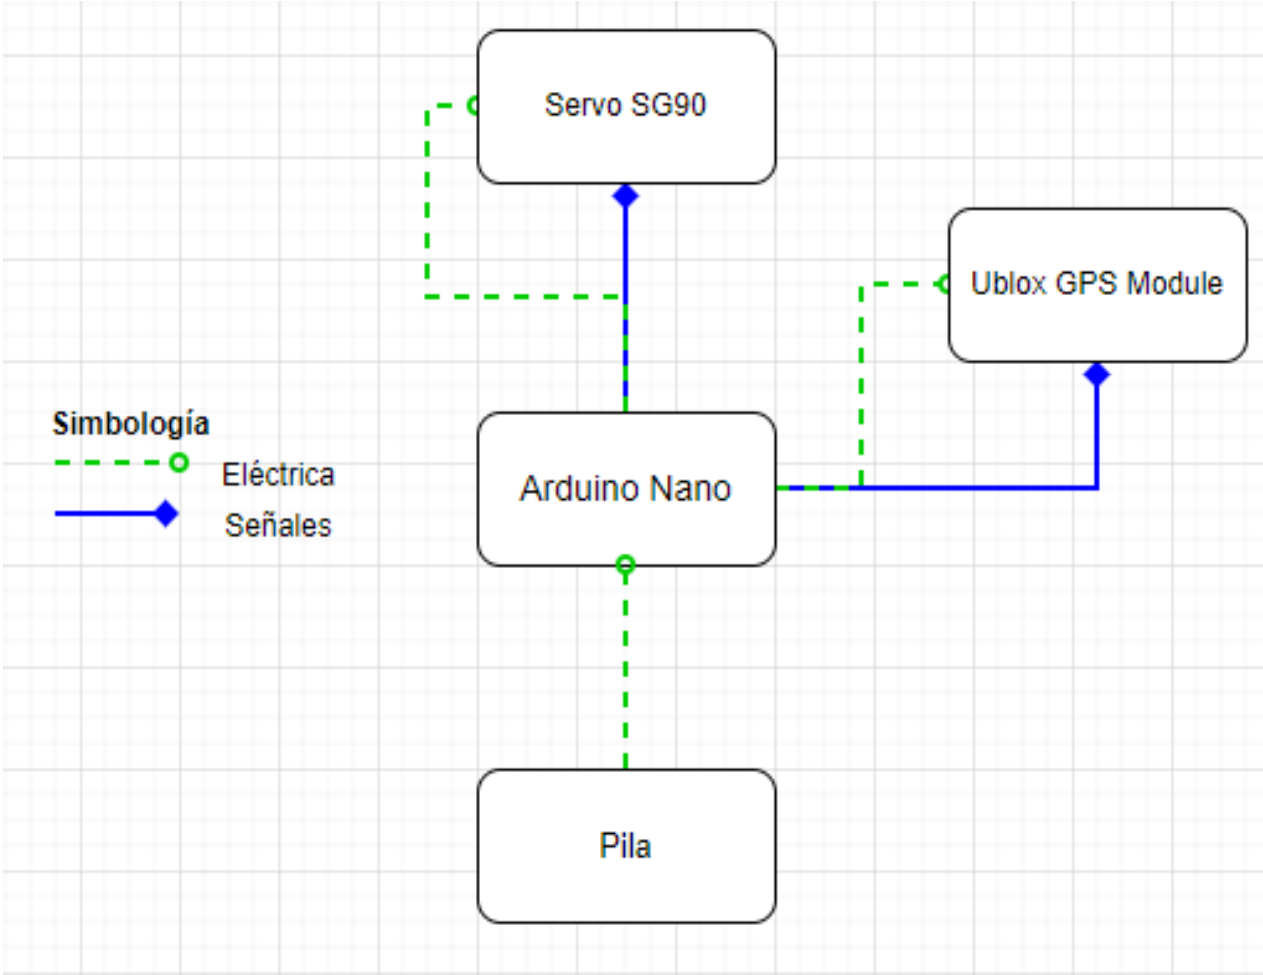 Servo SG90
Ublox GPS Module
Simbología
Eléctrica
Señales
Arduino Nano
Pila